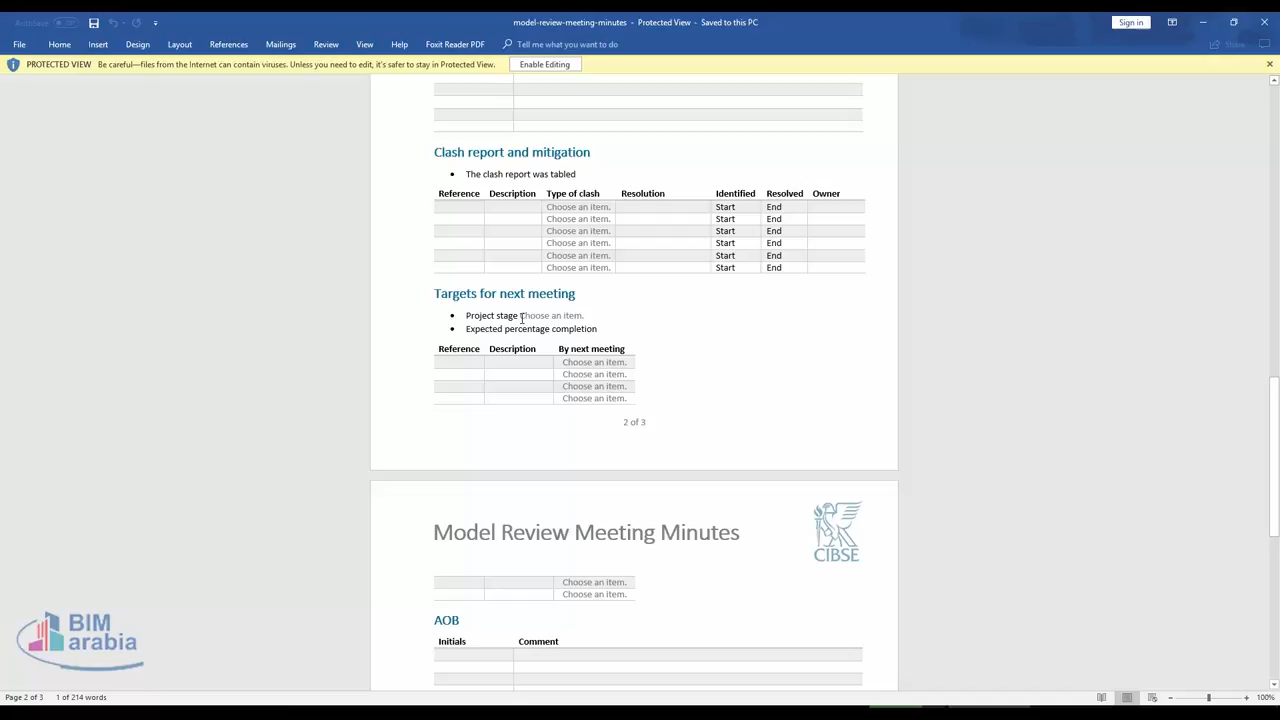 AutoSave Off
model-review-meeting-minutes - Protected View - Saved to this PC
Sign in
File Home Insert Design Layout References Mailings Review View Help Foxit Reader PDF Tell me what you want to do Share
PROTECTED VIEW Be careful—files from the Internet can contain viruses. Unless you need to edit, it's safer to stay in Protected View. Enable Editing
Clash report and mitigation
• The clash report was tabled
Reference Description Type of clash Resolution Identified Resolved Owner
Choose an item. Start End
Choose an item. Start End
Choose an item. Start End
Choose an item. Start End
Choose an item. Start End
Choose an item. Start End
Targets for next meeting
• Project stage Choose an item.
• Expected percentage completion
Reference Description By next meeting
Choose an item.
Choose an item.
Choose an item.
Choose an item.
2 of 3
Model Review Meeting Minutes
CIBSE
Choose an item.
Choose an item.
AOB
Initials Comment
BIM
arabia
Page 2 of 3 1 of 214 words 100%